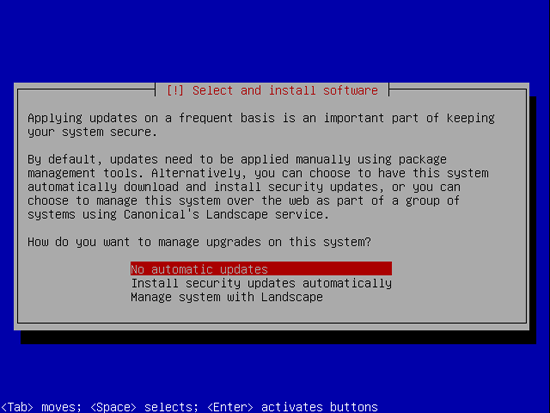 [!] Select and install software
Applying updates on a frequent basis is an important part of keeping
your system secure.
By default, updates need to be applied manually using package
management tools. Alternatively, you can choose to have this system
automatically download and install security updates, or you can
choose to manage this system over the web as part of a group of
systems using Canonical's Landscape service.
How do you want to manage upgrades on this system?
No automatic updates
Install security updates automatically
Manage system with Landscape
<Tab> moves; <Space> selects; <Enter> activates buttons